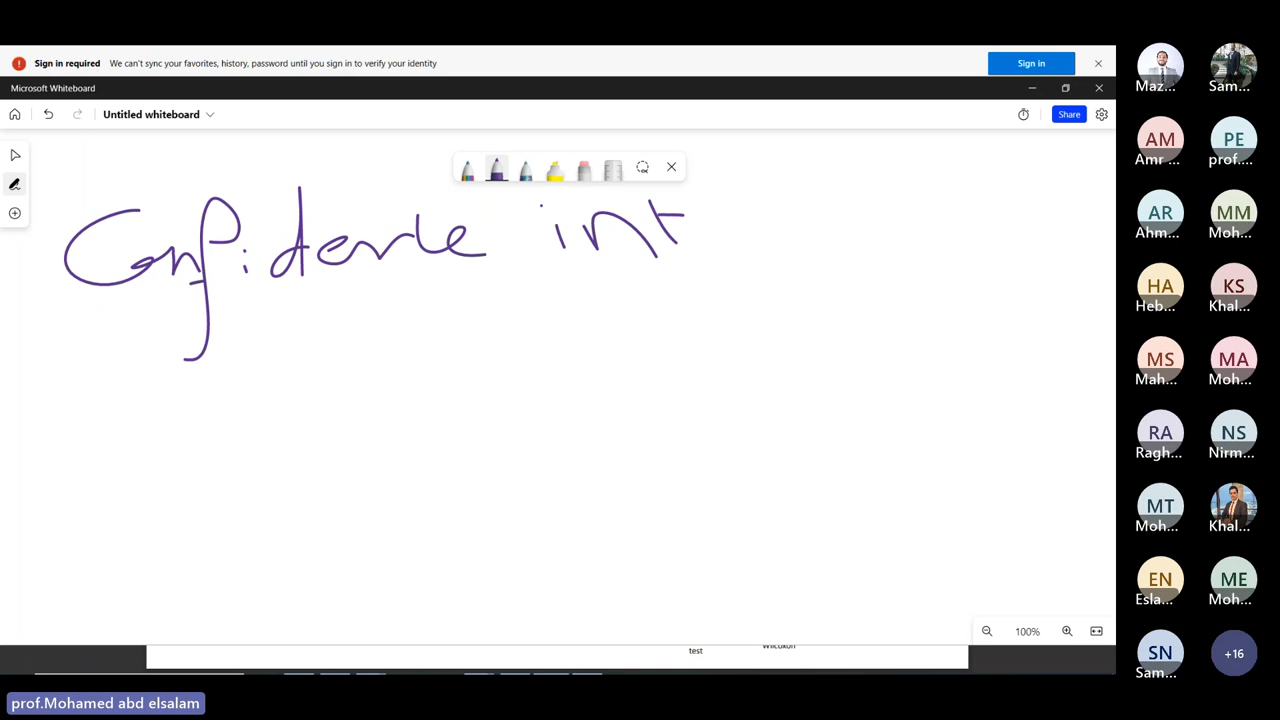 Sign in required We can't sync your favorites, history, password until you sign in to verify your identity Sign in
Microsoft Whiteboard
Untitled whiteboard Share
Confidence int
100%
test Wilcoxon
Maz... Sam...
AM PE
Amr ... prof....
AR MM
Ahm... Moh...
HA KS
Heb... Khal...
MS MA
Mah... Moh...
RA NS
Ragh... Nirm...
MT
Moh... Khal...
EN ME
Esla... Moh...
SN +16
Sam...
prof.Mohamed abd elsalam